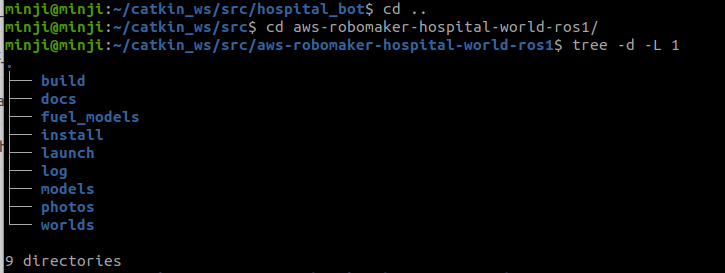 minji@minji:~/catkin_ws/src/hospital_bot$ cd ..
minji@minji:~/catkin_ws/src$ cd aws-robomaker-hospital-world-ros1/
minji@minji:~/catkin_ws/src/aws-robomaker-hospital-world-ros1$ tree -d -L 1
.
├── build
├── docs
├── fuel_models
├── install
├── launch
├── log
├── models
├── photos
└── worlds
9 directories